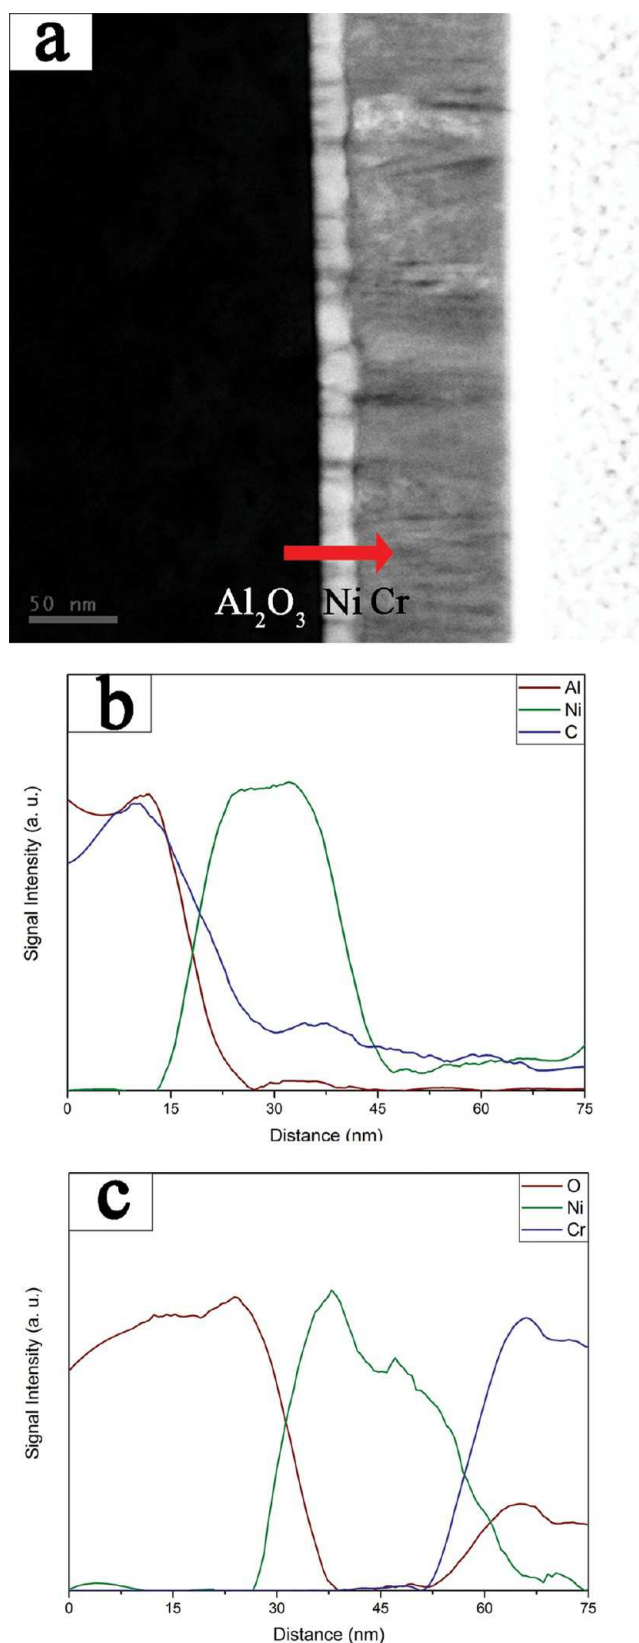 a
Al₂O₃ Ni Cr
50 nm
b
Al
Ni
C
Signal Intensity (a. u.)
0 15 30 45 60 75
Distance (nm)
c
O
Ni
Cr
Signal Intensity (a. u.)
0 15 30 45 60 75
Distance (nm)